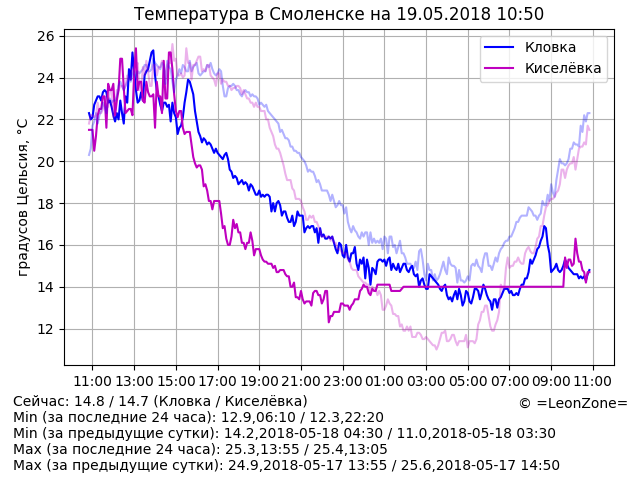 Температура в Смоленске на 19.05.2018 10:50
градусов Цельсия, °C
26
24
22
20
18
16
14
12
Кловка
Киселёвка
11:00 13:00 15:00 17:00 19:00 21:00 23:00 01:00 03:00 05:00 07:00 09:00 11:00
Сейчас: 14.8 / 14.7 (Кловка / Киселёвка)
© =LeonZone=
Min (за последние 24 часа): 12.9,06:10 / 12.3,22:20
Min (за предыдущие сутки): 14.2,2018-05-18 04:30 / 11.0,2018-05-18 03:30
Max (за последние 24 часа): 25.3,13:55 / 25.4,13:05
Max (за предыдущие сутки): 24.9,2018-05-17 13:55 / 25.6,2018-05-17 14:50